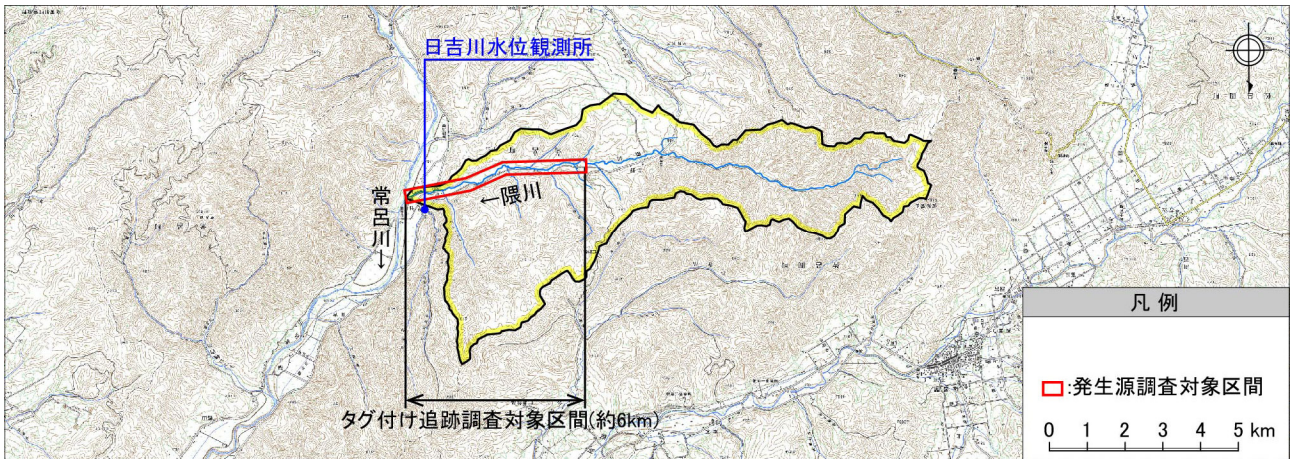 日吉川水位観測所
常呂川→
←隈川
タグ付け追跡調査対象区間(約6km)
凡例
:発生源調査対象区間
0 1 2 3 4 5 km